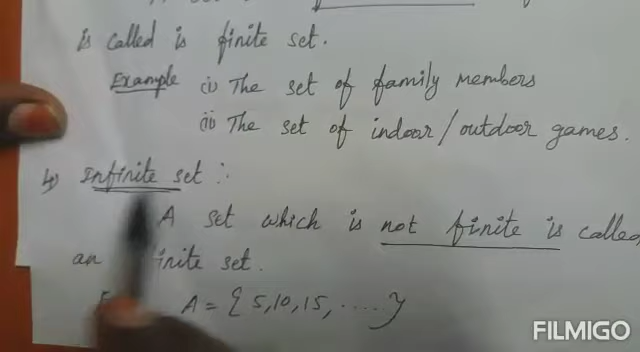 is called is finite set.
Example (i) The set of family members
(ii) The set of indoor/outdoor games.
4) Infinite set :
A set which is not finite is called
an finite set.
A = { 5, 10, 15, ..... }
FILMIGO